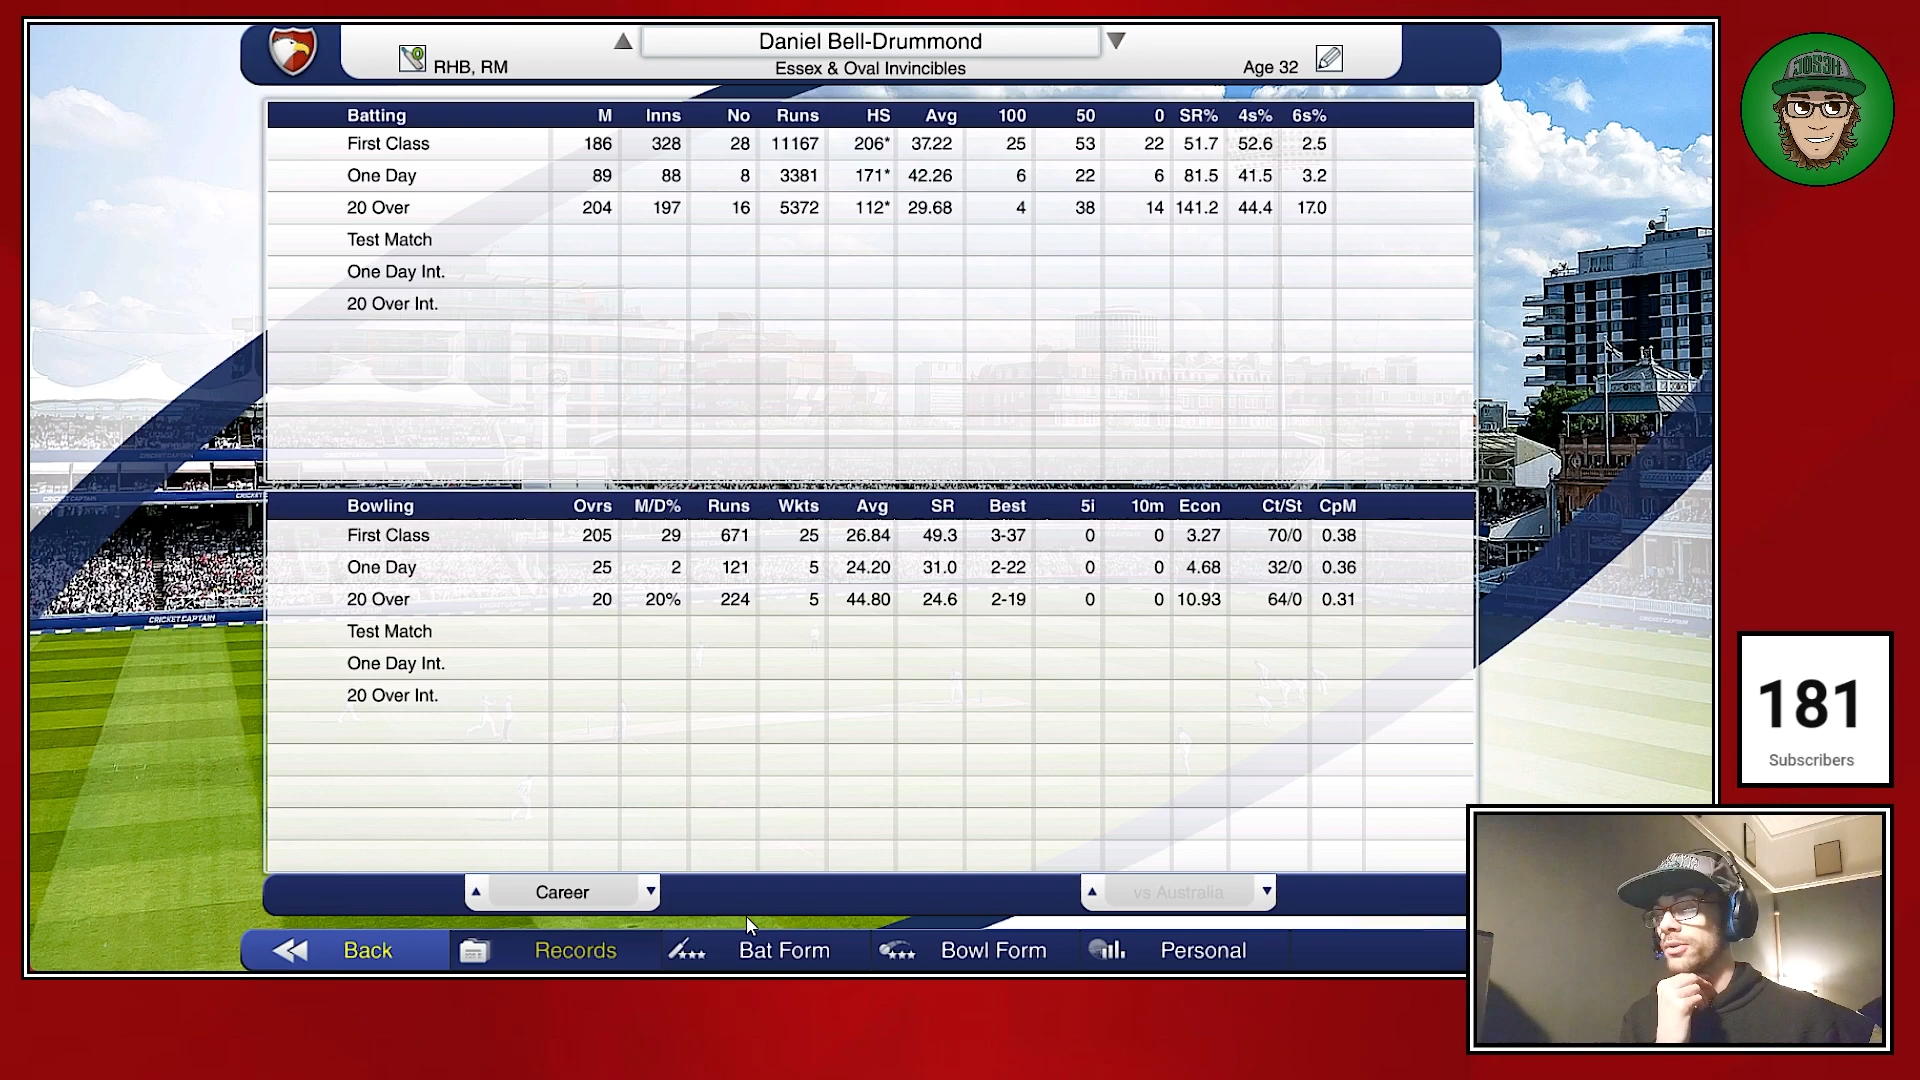 Daniel Bell-Drummond
RHB, RM
Essex & Oval Invincibles
Age 32
JOS3H
Batting M Inns No Runs HS Avg 100 50 0 SR% 4s% 6s%
First Class 186 328 28 11167 206* 37.22 25 53 22 51.7 52.6 2.5
One Day 89 88 8 3381 171* 42.26 6 22 6 81.5 41.5 3.2
20 Over 204 197 16 5372 112* 29.68 4 38 14 141.2 44.4 17.0
Test Match
One Day Int.
20 Over Int.
Bowling Ovrs M/D% Runs Wkts Avg SR Best 5i 10m Econ Ct/St CpM
First Class 205 29 671 25 26.84 49.3 3-37 0 0 3.27 70/0 0.38
One Day 25 2 121 5 24.20 31.0 2-22 0 0 4.68 32/0 0.36
20 Over 20 20% 224 5 44.80 24.6 2-19 0 0 10.93 64/0 0.31
Test Match
One Day Int.
20 Over Int.
CRICKET CAPTAIN
181
Subscribers
Career
vs Australia
Back Records Bat Form Bowl Form Personal